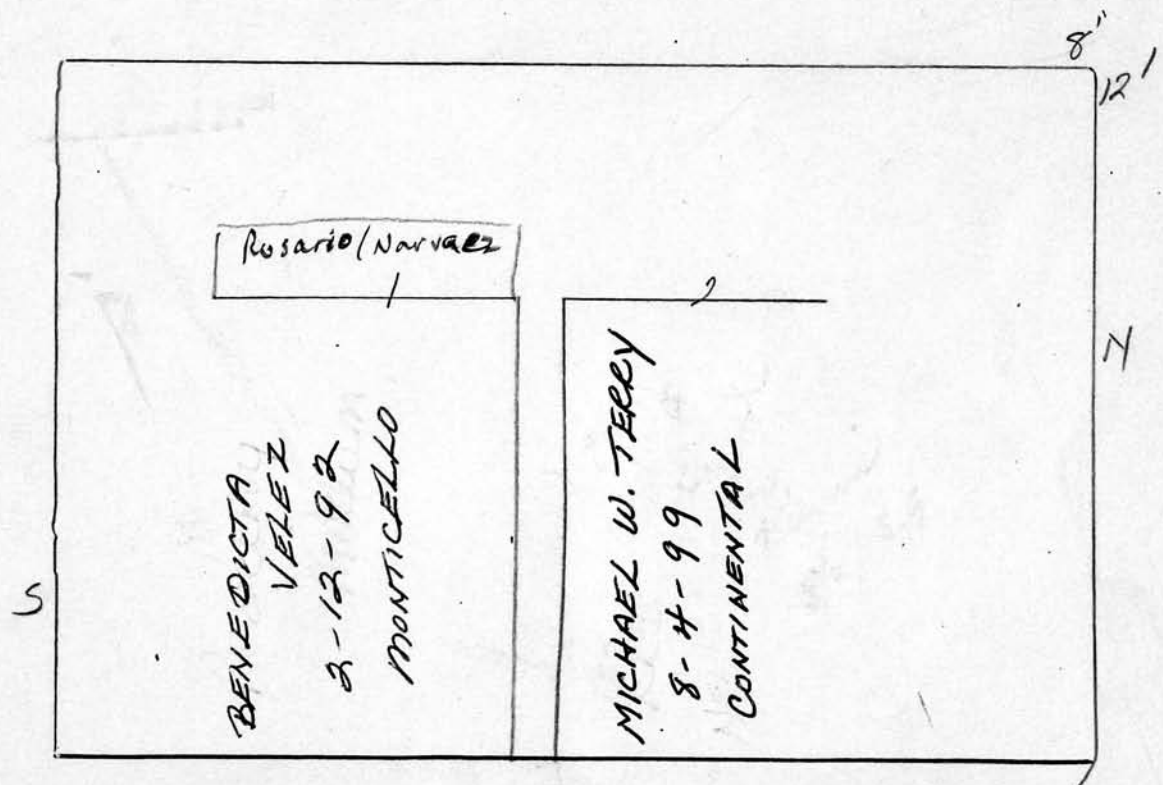 8"
12'
Rosario/Narvaez
1
2
N
S
BENEDICTA
VELEZ
2-12-92
MONTICELLO
MICHAEL W. TERRY
8-4-99
CONTINENTAL